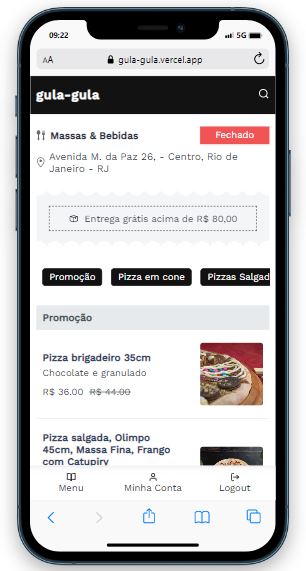 09:22
5G
AA
gula-gula.vercel.app
gula-gula
Massas & Bebidas
Fechado
Avenida M. da Paz 26, - Centro, Rio de
Janeiro - RJ
Entrega grátis acima de R$ 80,00
Promoção
Pizza em cone
Pizzas Salgad
Promoção
Pizza brigadeiro 35cm
Chocolate e granulado
R$ 36.00 R$ 44.00
Pizza salgada, Olimpo
45cm, Massa Fina, Frango
com Catupiry
Menu
Minha Conta
Logout